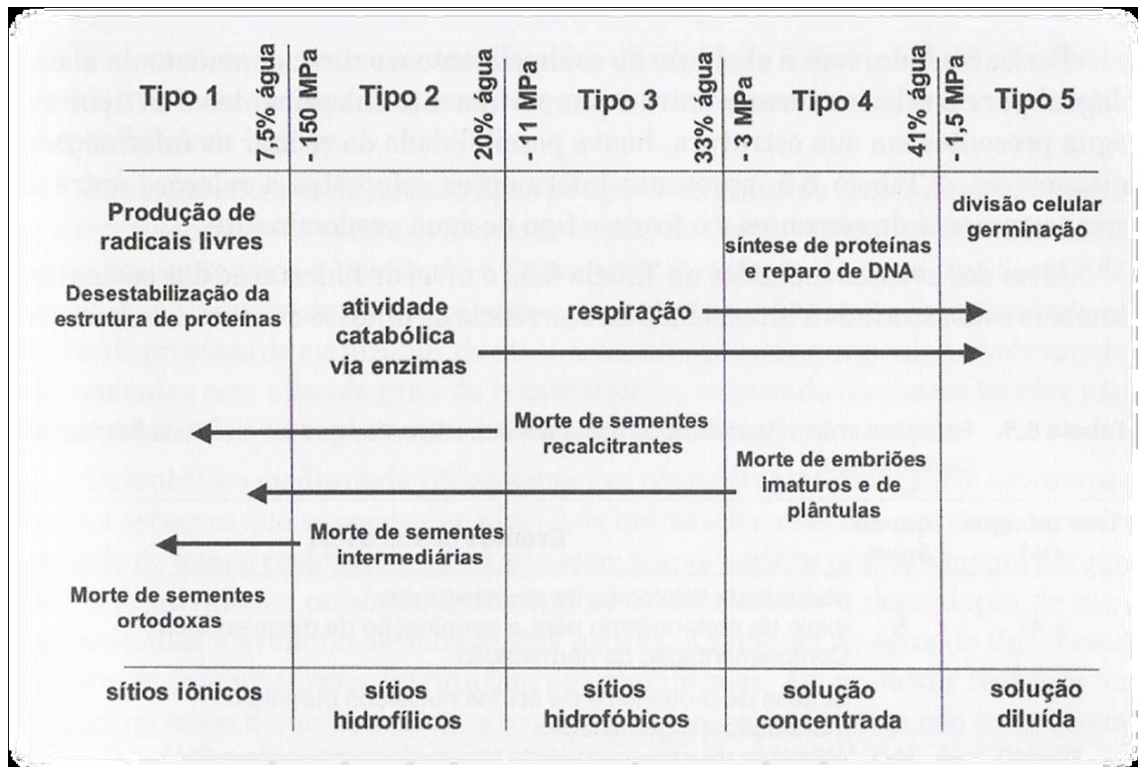 Tipo 1
75% água
- 150 MPa
Tipo 2
20% água
- 11 MPa
Tipo 3
33% água
- 3 MPa
Tipo 4
41% água
- 1.5 MPa
Tipo 5
Produção de
radicais livres
Desestabilização da
estrutura de proteínas
atividade
catabólica
via enzimas
respiração
síntese de proteínas
e reparo de DNA
divisão celular
germinação
Morte de sementes
recalcitrantes
Morte de embriões
imaturos e de
plântulas
Morte de sementes
intermediárias
Morte de sementes
ortodoxas
sítios iônicos
sítios
hidrofílicos
sítios
hidrofóbicos
solução
concentrada
solução
diluída